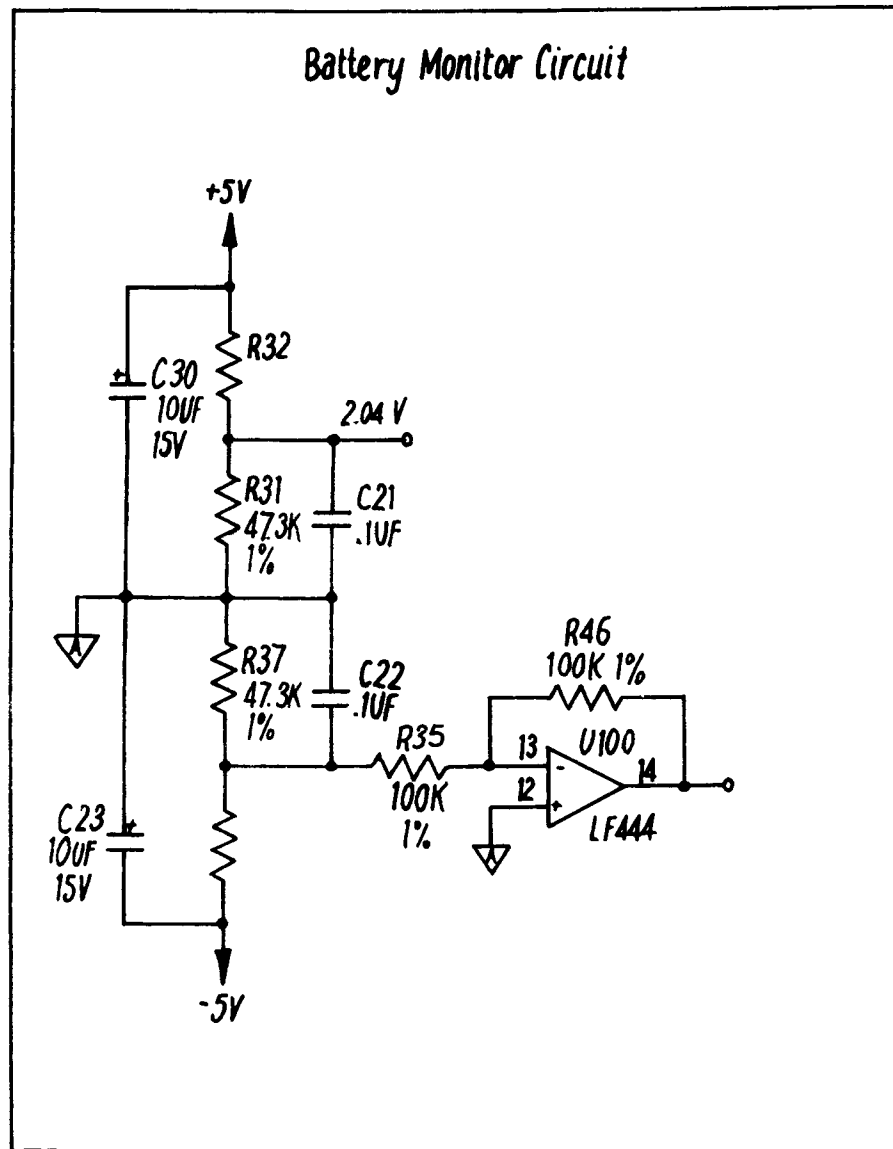 Battery Monitor Circuit
+5V
R32
+
C30
10UF
15V
2.04 V
R31
47.3K
1%
C21
.1UF
R37
47.3K
1%
C22
.1UF
R46
100K 1%
R35
100K
1%
13
12
-
+
U100
14
LF444
C23
10UF
15V
+
-5V